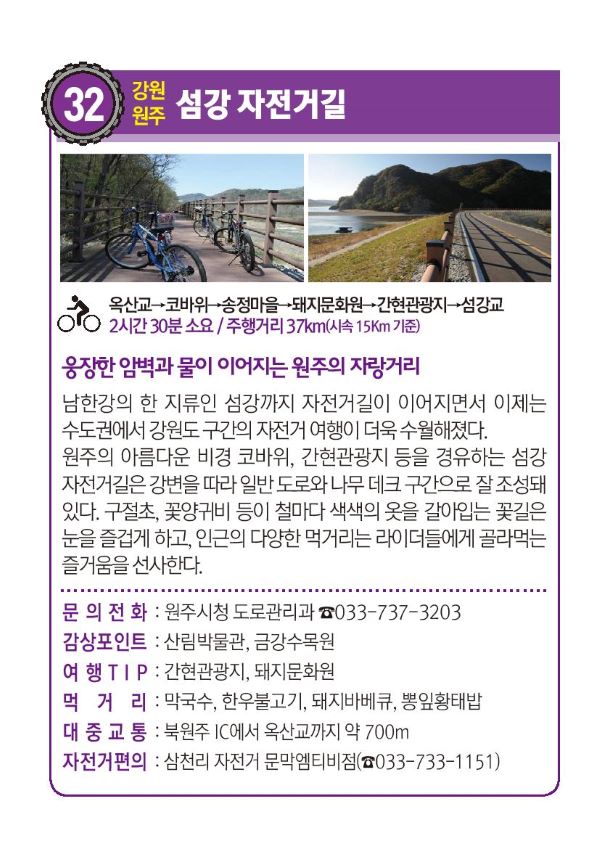 32 강원 원주 섬강 자전거길
옥산교→코바위→송정마을→돼지문화원→간현관광지→섬강교
2시간 30분 소요 / 주행거리 37km(시속 15Km 기준)
웅장한 암벽과 물이 이어지는 원주의 자랑거리
남한강의 한 지류인 섬강까지 자전거길이 이어지면서 이제는
수도권에서 강원도 구간의 자전거 여행이 더욱 수월해졌다.
원주의 아름다운 비경 코바위, 간현관광지 등을 경유하는 섬강
자전거길은 강변을 따라 일반 도로와 나무 데크 구간으로 잘 조성돼
있다. 구절초, 꽃양귀비 등이 철마다 색색의 옷을 갈아입는 꽃길은
눈을 즐겁게 하고, 인근의 다양한 먹거리는 라이더들에게 골라먹는
즐거움을 선사한다.
문의전화 : 원주시청 도로관리과 ☎033-737-3203
감상포인트 : 산림박물관, 금강수목원
여행TIP : 간현관광지, 돼지문화원
먹거리 : 막국수, 한우불고기, 돼지바베큐, 뽕잎황태밥
대중교통 : 북원주 IC에서 옥산교까지 약 700m
자전거편의 : 삼천리 자전거 문막엠티비점(☎033-733-1151)